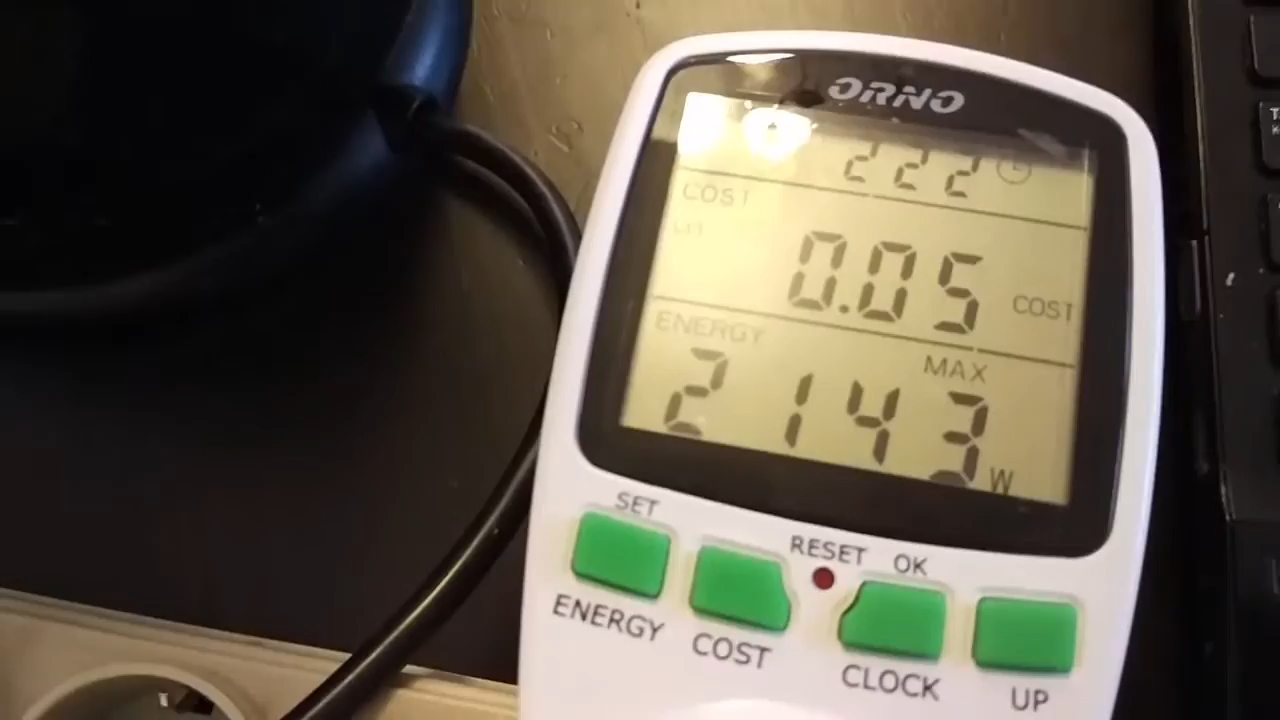 ORNO
222
COST
0.05 COST
ENERGY
MAX
2143 W
SET
RESET OK
ENERGY
COST
CLOCK
UP